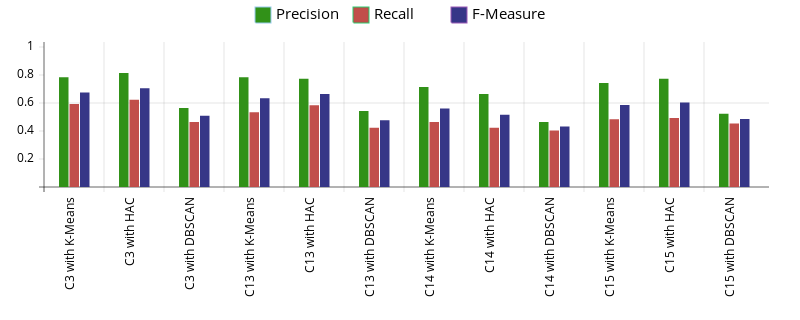 Precision Recall F-Measure
1
0.8
0.6
0.4
0.2
C3 with K-Means
C3 with HAC
C3 with DBSCAN
C13 with K-Means
C13 with HAC
C13 with DBSCAN
C14 with K-Means
C14 with HAC
C14 with DBSCAN
C15 with K-Means
C15 with HAC
C15 with DBSCAN